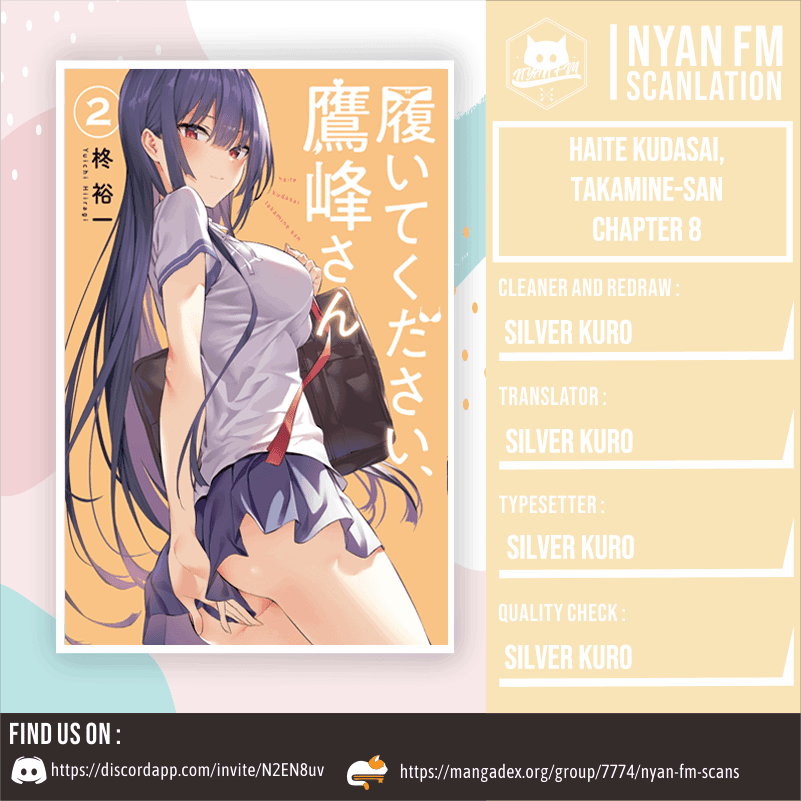 NYAN FM
NYAN FM
SCANLATION
HAITE KUDASAI,
TAKAMINE-SAN
CHAPTER 8
CLEANER AND REDRAW :
SILVER KURO
TRANSLATOR :
SILVER KURO
TYPESETTER :
SILVER KURO
QUALITY CHECK :
SILVER KURO
履いてください、
鷹峰さん
haite
kudasai
takamine-san
2
柊裕一
Yuichi Hiiragi
FIND US ON :
https://discordapp.com/invite/N2EN8uv
https://mangadex.org/group/7774/nyan-fm-scans